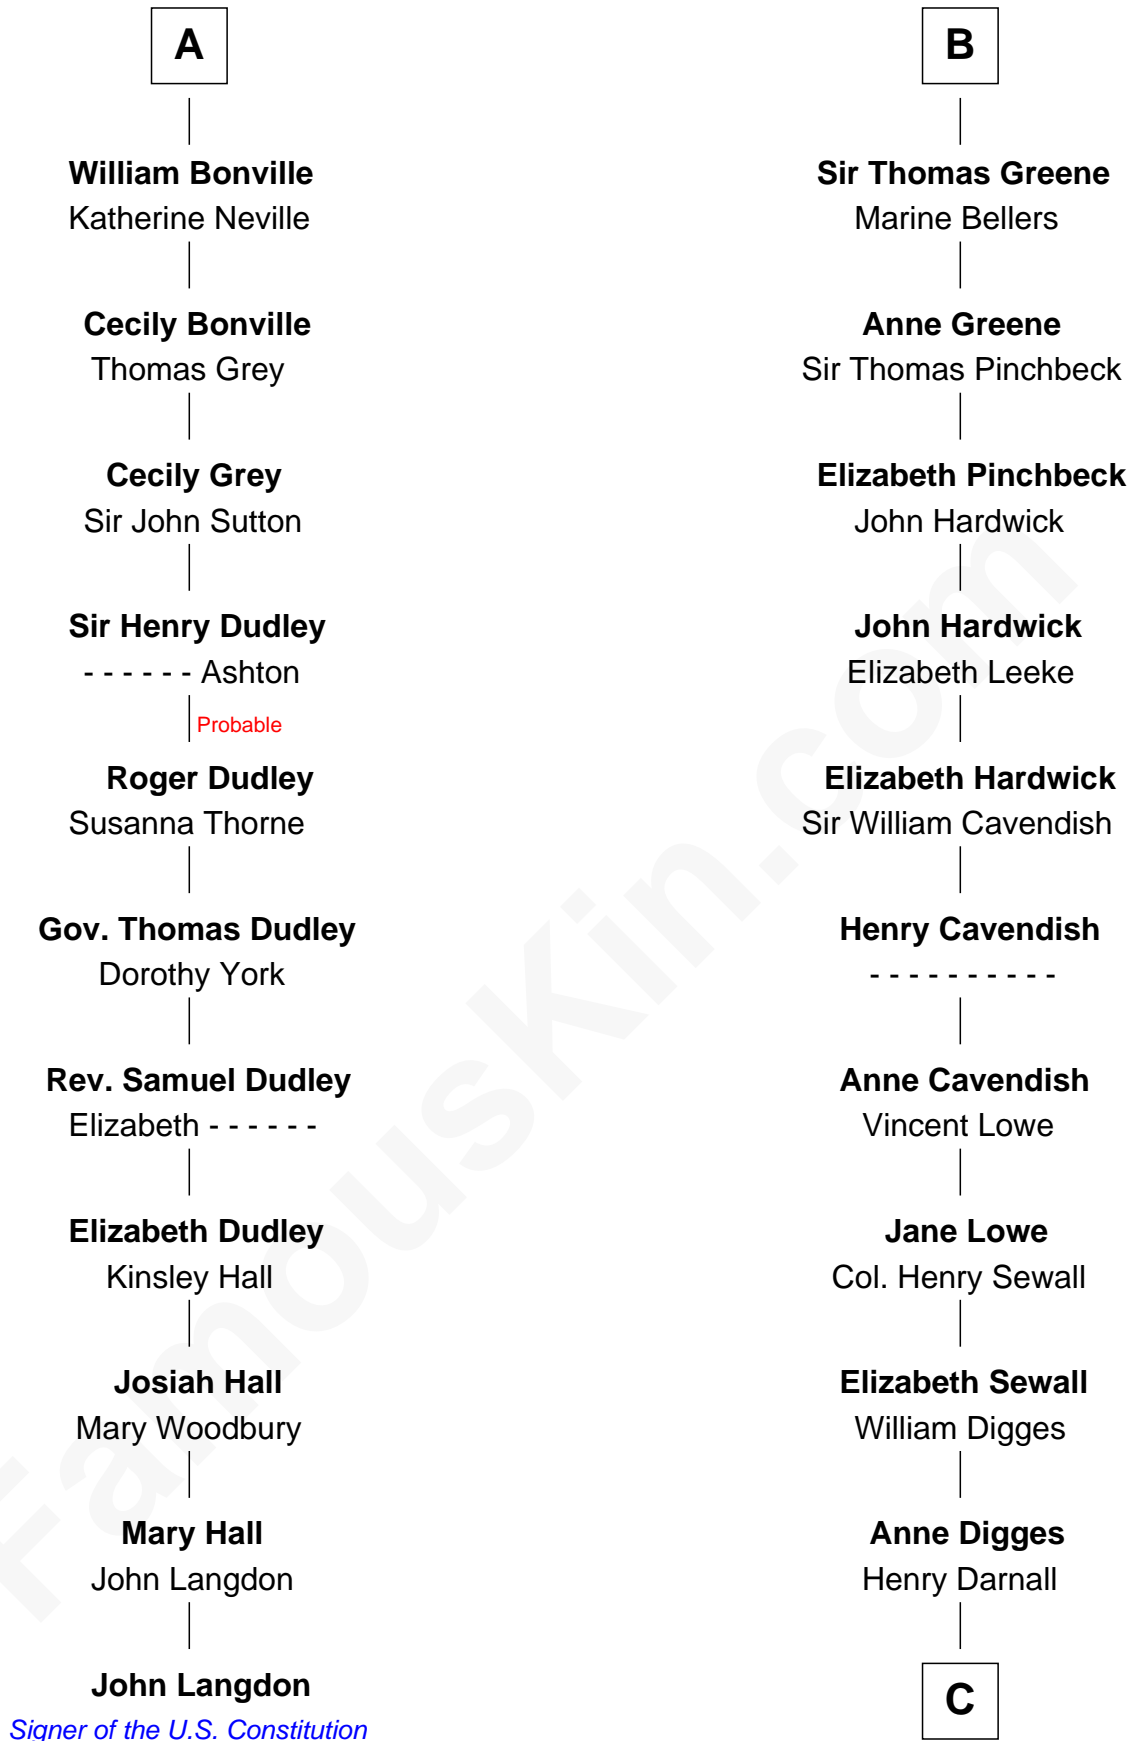 A
William Bonville
Katherine Neville
Cecily Bonville
Thomas Grey
Cecily Grey
Sir John Sutton
Sir Henry Dudley
- - - - - - Ashton
Probable
Roger Dudley
Susanna Thorne
Gov. Thomas Dudley
Dorothy York
Rev. Samuel Dudley
Elizabeth - - - - - -
Elizabeth Dudley
Kinsley Hall
Josiah Hall
Mary Woodbury
Mary Hall
John Langdon
John Langdon
Signer of the U.S. Constitution
B
Sir Thomas Greene
Marine Bellers
Anne Greene
Sir Thomas Pinchbeck
Elizabeth Pinchbeck
John Hardwick
John Hardwick
Elizabeth Leeke
Elizabeth Hardwick
Sir William Cavendish
Henry Cavendish
- - - - - - - - - -
Anne Cavendish
Vincent Lowe
Jane Lowe
Col. Henry Sewall
Elizabeth Sewall
William Digges
Anne Digges
Henry Darnall
C
FamousKin.com